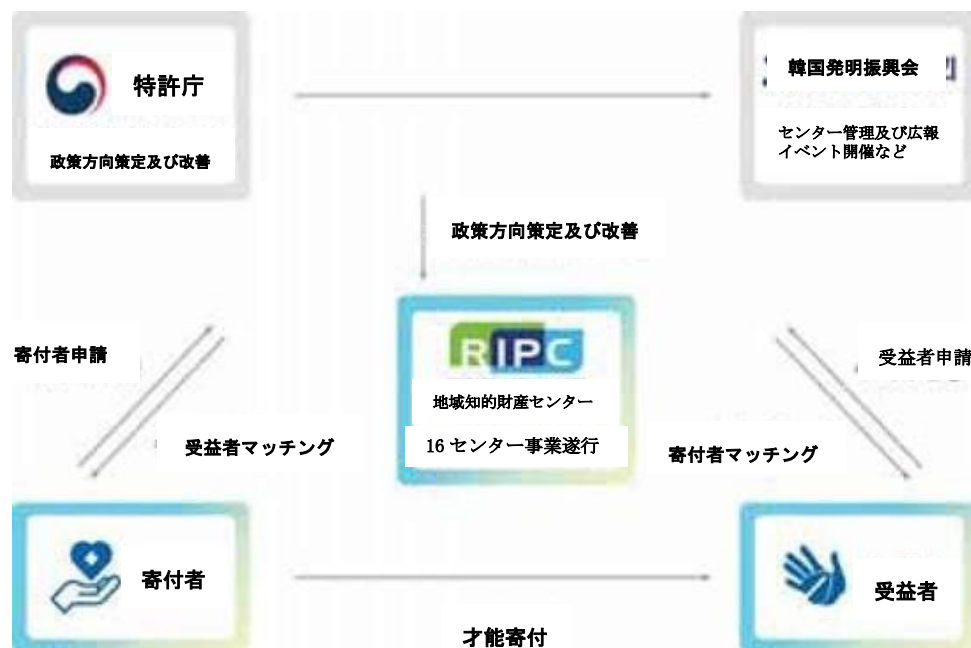 特許庁
政策方向策定及び改善
韓国発明振興会
センター管理及び広報
イベント開催など
政策方向策定及び改善
RIPC
地域知的財産センター
16 センター事業遂行
寄付者申請
受益者マッチング
寄付者マッチング
受益者申請
寄付者
受益者
才能寄付